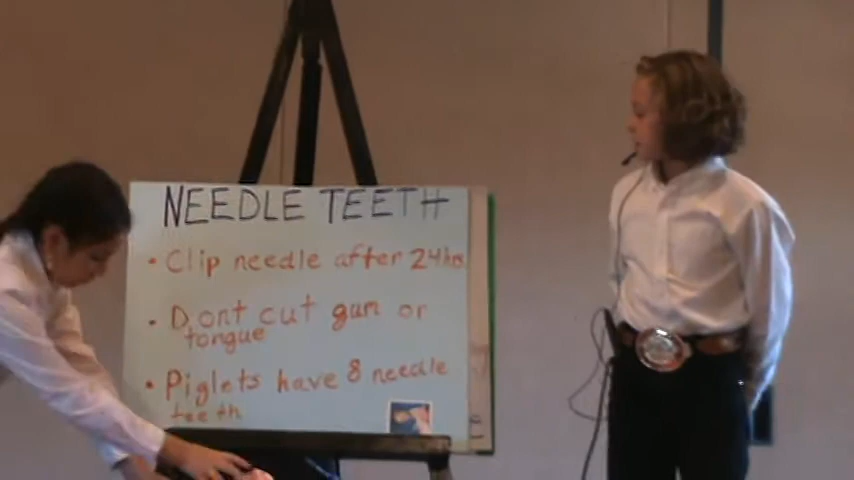 NEEDLE TEETH
• Clip needle after 24hrs
• Dont cut gum or
tongue
• Piglets have 8 needle
teeth